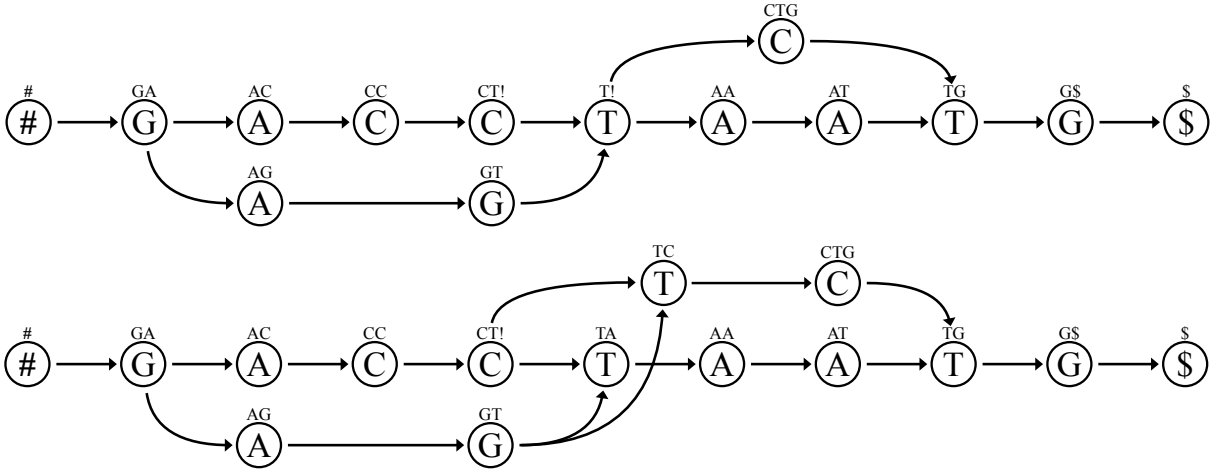 CTG
C
# GA AC CC CT! T! AA AT TG G$ $
# G A C C T A A T G $
AG GT
A G
TC CTG
T C
# GA AC CC CT! TA AA AT TG G$ $
# G A C C T A A T G $
AG GT
A G